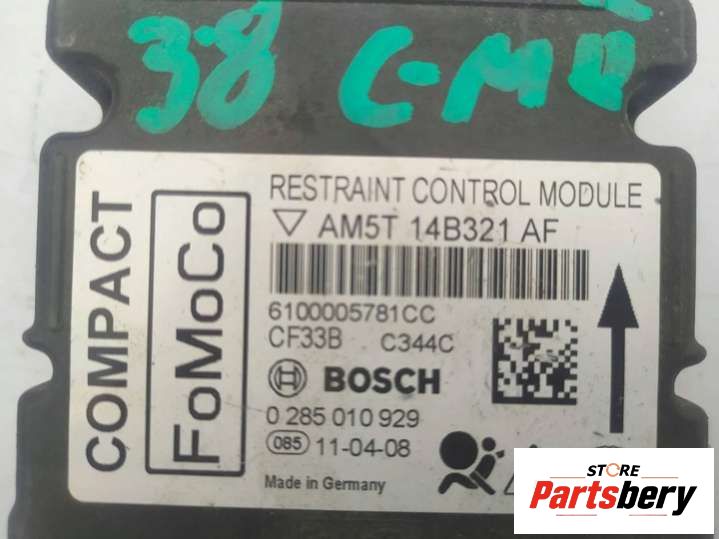 38 C-MAX
COMPACT
FoMoCo
RESTRAINT CONTROL MODULE
AM5T 14B321 AF
6100005781CC
CF33B C344C
BOSCH
0 285 010 929
085 11-04-08
Made in Germany
STORE
Partsbery